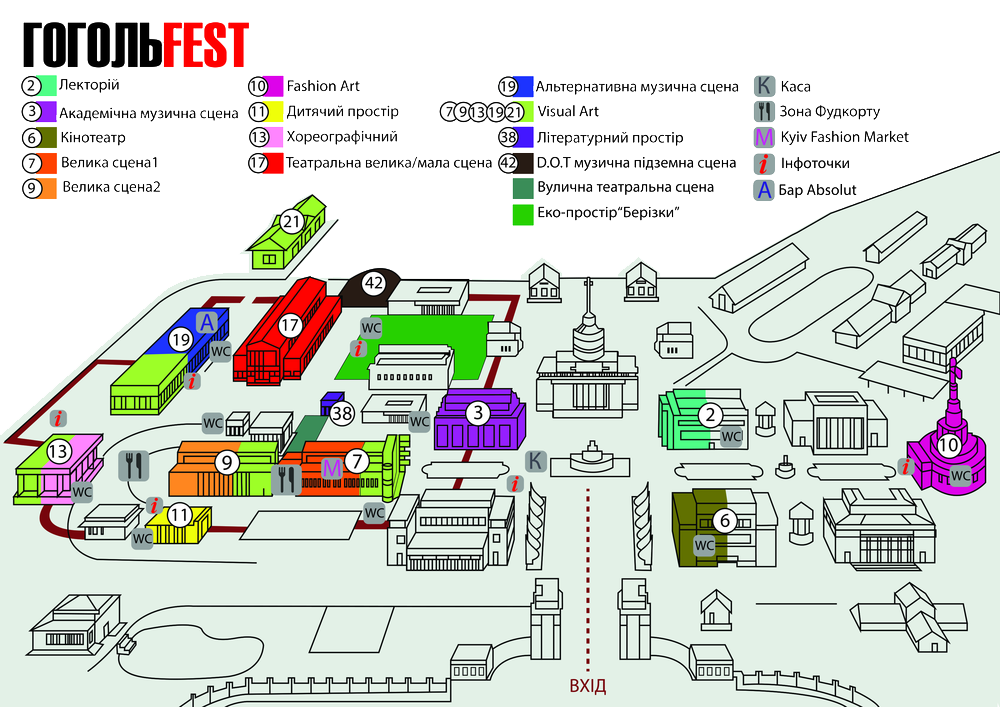 ГОГОЛЬFEST
2 Лекторій
3 Академічна музична сцена
6 Кінотеатр
7 Велика сцена1
9 Велика сцена2
10 Fashion Art
11 Дитячий простір
13 Хореографічний
17 Театральна велика/мала сцена
19 Альтернативна музична сцена
7 9 13 19 21 Visual Art
38 Літературний простір
42 D.O.T музична підземна сцена
Вулична театральна сцена
Еко-простір“Берізки”
К Каса
Зона Фудкорту
M Kyiv Fashion Market
i Інфоточки
A Бар Absolut
21
42
17
A
19
WC
WC
i
i
38
3
2
i
WC
WC
WC
10
13
9
M
7
К
i
WC
WC
i
i
11
WC
WC
6
WC
ВХІД